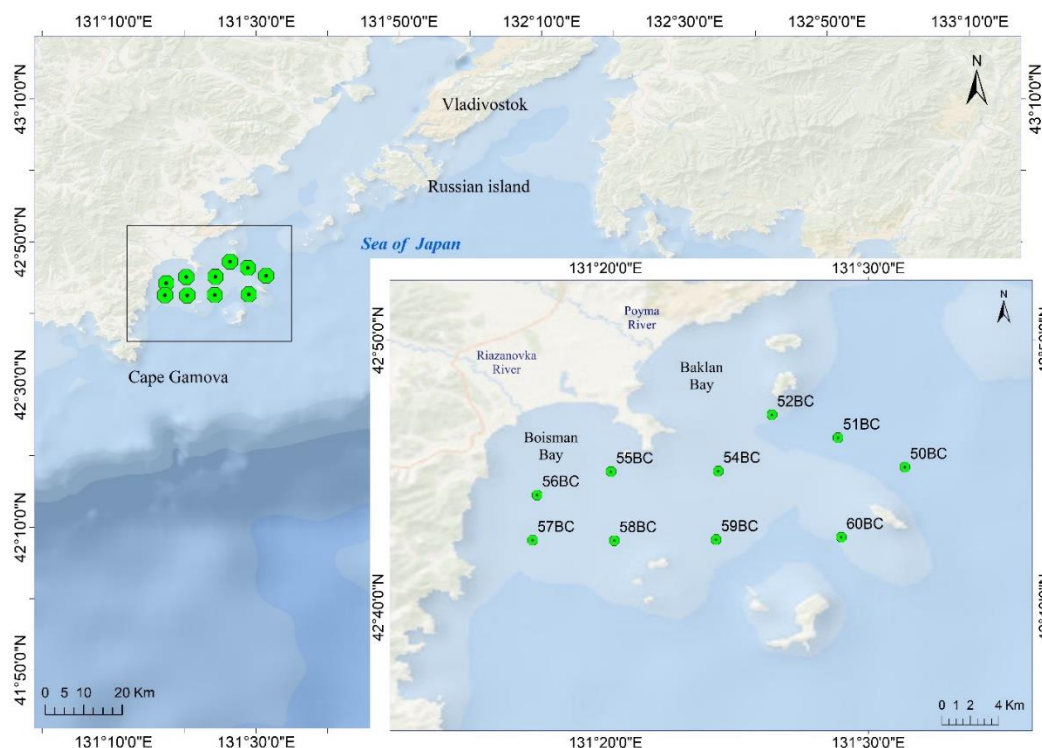 131°10'0"E 131°30'0"E 131°50'0"E 132°10'0"E 132°30'0"E 132°50'0"E 133°10'0"E
N
43°10'0"N
43°10'0"N
Vladivostok
Russian island
42°50'0"N
Sea of Japan
131°20'0"E 131°30'0"E
N
Poyma
River
42°50'0"N
Riazanovka
River
Baklan
Bay
Cape Gamova
42°30'0"N
52BC
51BC
Boisman
Bay
55BC
54BC
50BC
56BC
57BC
58BC
59BC
60BC
42°10'0"N
42°40'0"N
41°50'0"N
0 5 10 20 Km
0 1 2 4 Km
131°10'0"E 131°30'0"E
131°20'0"E 131°30'0"E